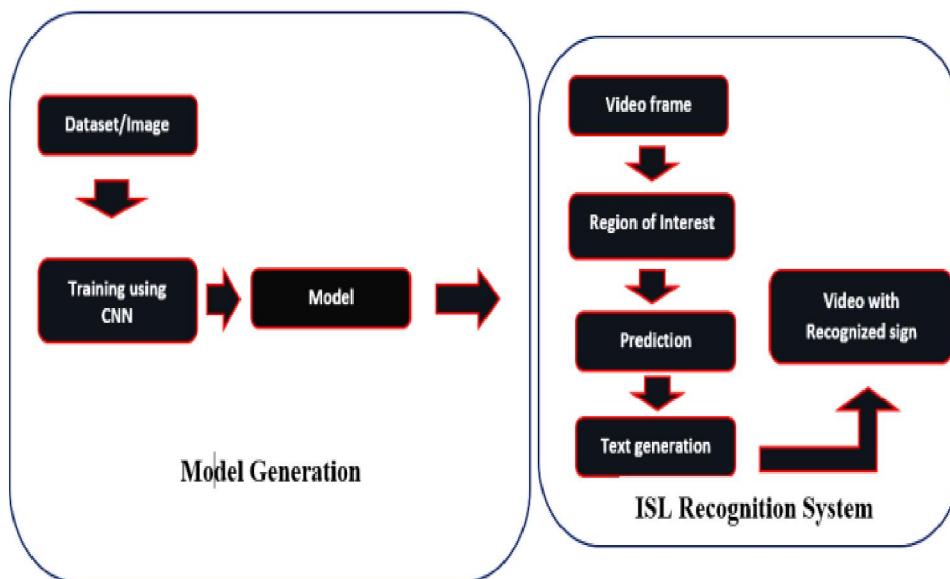 Dataset/Image
Training using
CNN
Model
Model Generation
Video frame
Region of Interest
Prediction
Text generation
Video with
Recognized sign
ISL Recognition System